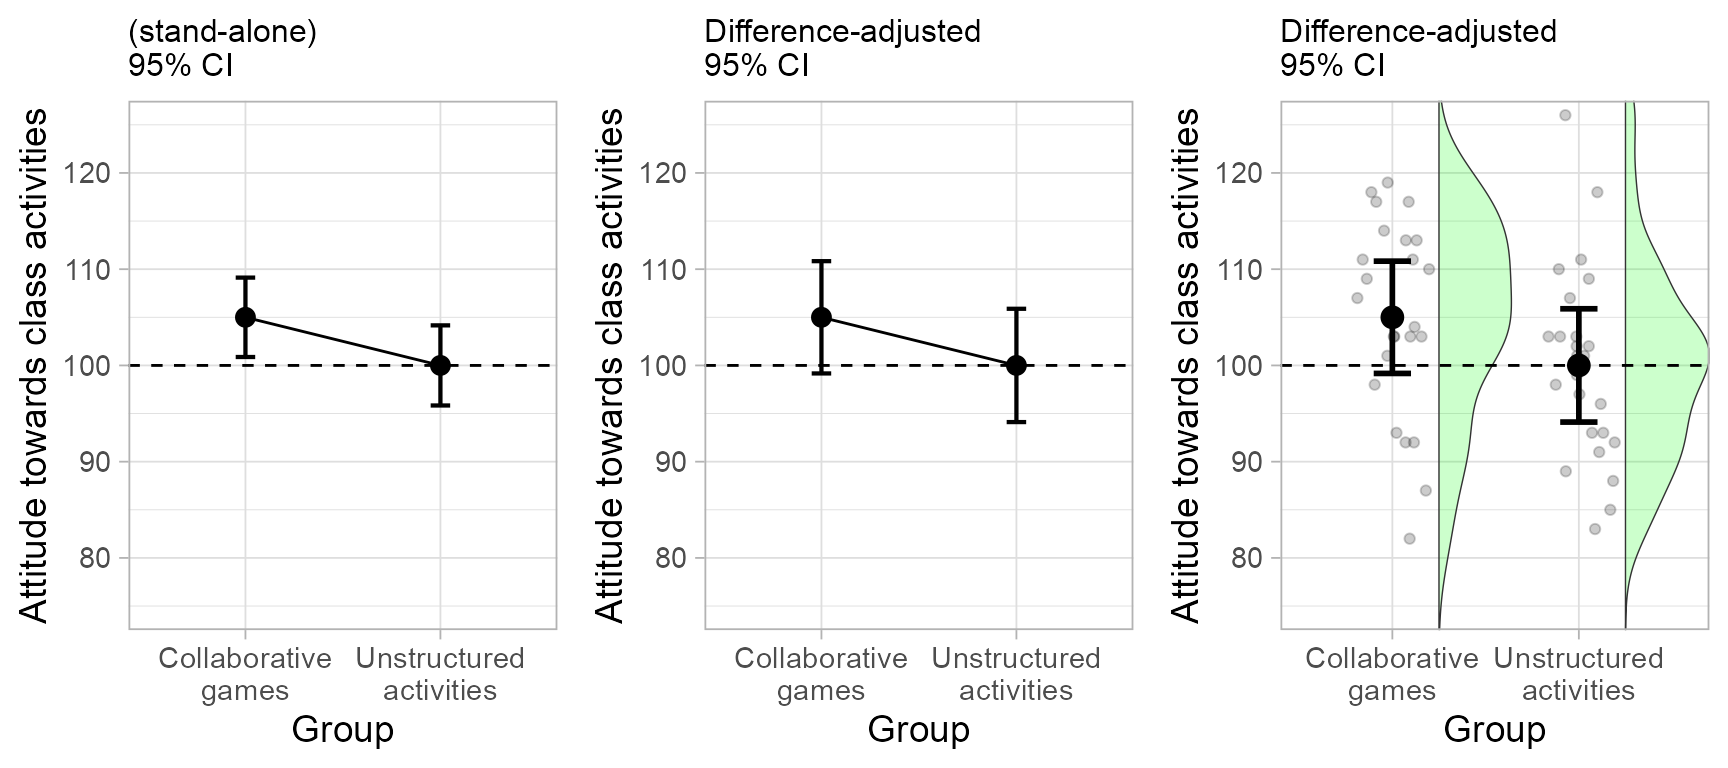 (stand-alone)
95% CI
Attitude towards class activities
120
110
100
90
80
Collaborative
games
Unstructured
activities
Group
Difference-adjusted
95% CI
Attitude towards class activities
120
110
100
90
80
Collaborative
games
Unstructured
activities
Group
Difference-adjusted
95% CI
Attitude towards class activities
120
110
100
90
80
Collaborative
games
Unstructured
activities
Group